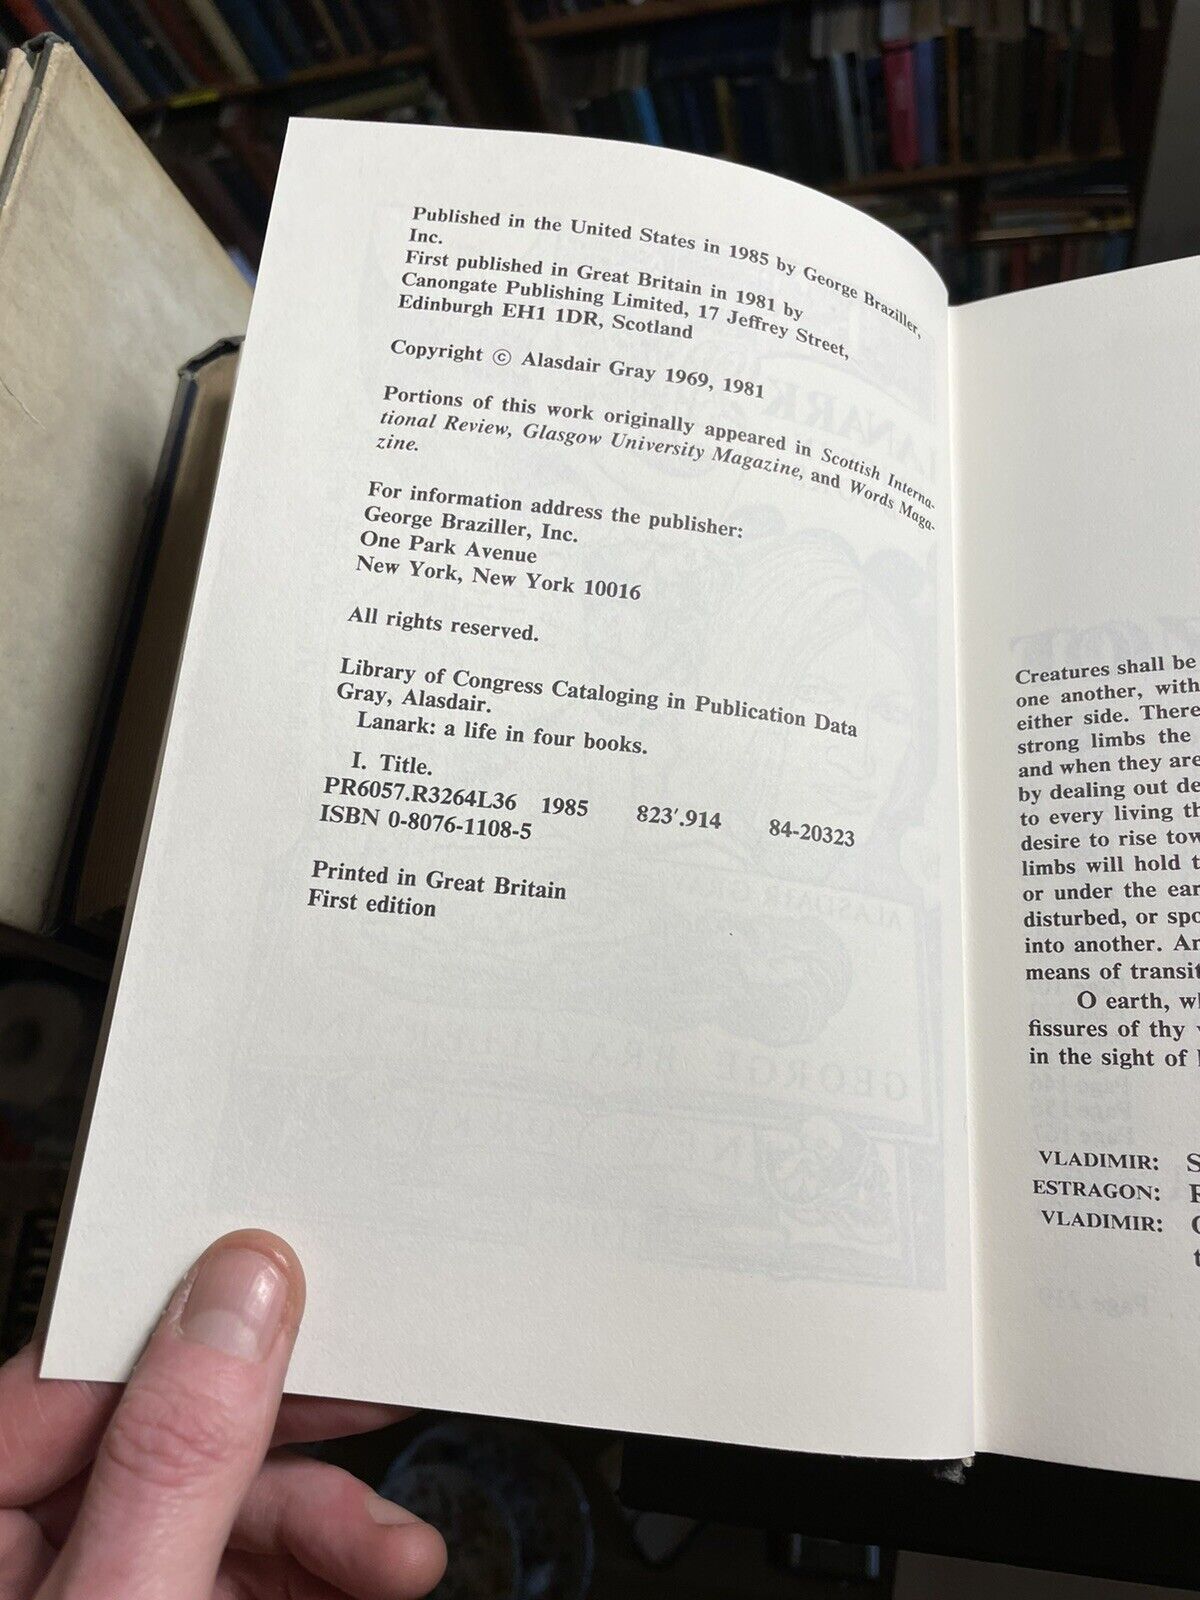 Published in the United States in 1985 by George Braziller,
Inc.
First published in Great Britain in 1981 by
Canongate Publishing Limited, 17 Jeffrey Street,
Edinburgh EH1 1DR, Scotland
Copyright © Alasdair Gray 1969, 1981
Portions of this work originally appeared in Scottish Interna-
tional Review, Glasgow University Magazine, and Words Maga-
zine.
For information address the publisher:
George Braziller, Inc.
One Park Avenue
New York, New York 10016
All rights reserved.
Library of Congress Cataloging in Publication Data
Gray, Alasdair.
Lanark: a life in four books.
I. Title.
PR6057.R3264L36 1985 823′.914 84-20323
ISBN 0-8076-1108-5
Printed in Great Britain
First edition
Creatures shall be
one another, with
either side. There
strong limbs the
and when they are
by dealing out de
to every living th
desire to rise tow
limbs will hold t
or under the ear
disturbed, or spo
into another. An
means of transit
O earth, wh
fissures of thy
in the sight of
VLADIMIR: S
ESTRAGON:
VLADIMIR:
t